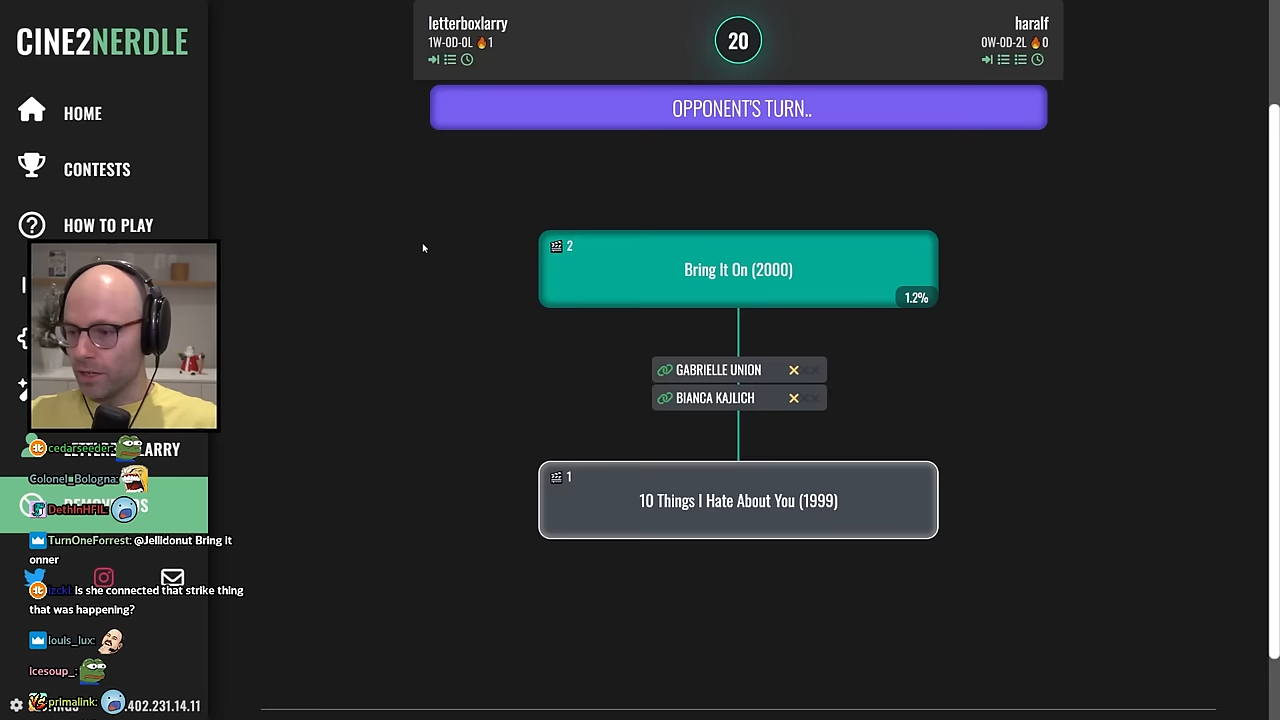 CINE2NERDLE
HOME
CONTESTS
HOW TO PLAY
letterboxlarry
1W-0D-0L 🔥1
20
haralf
0W-0D-2L 🔥0
OPPONENT'S TURN..
2
Bring It On (2000)
1.2%
GABRIELLE UNION
BIANCA KAJLICH
1
10 Things I Hate About You (1999)
LARRY
cedarseeder:
Colonel_Bologna:
DethInHFIL:
TurnOneForrest: @Jellidonut Bring it
onner
izckl: Is she connected that strike thing
that was happening?
louis_lux:
Icesoup_:
primalink:
.402.231.14.11